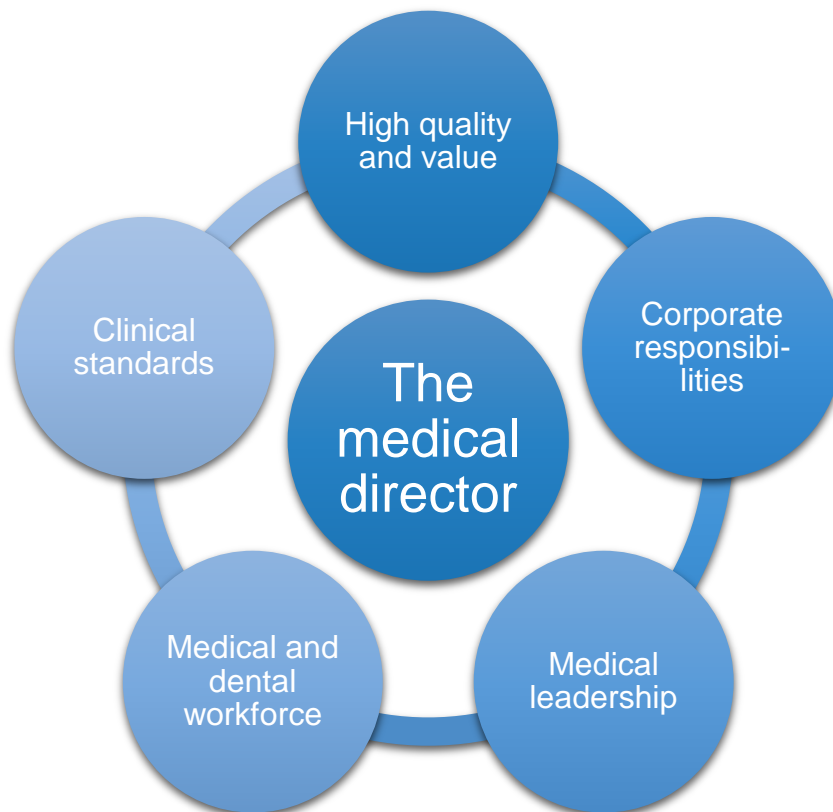 High quality
and value
Corporate
responsibi-
lities
Medical
leadership
Medical and
dental
workforce
Clinical
standards
The
medical
director